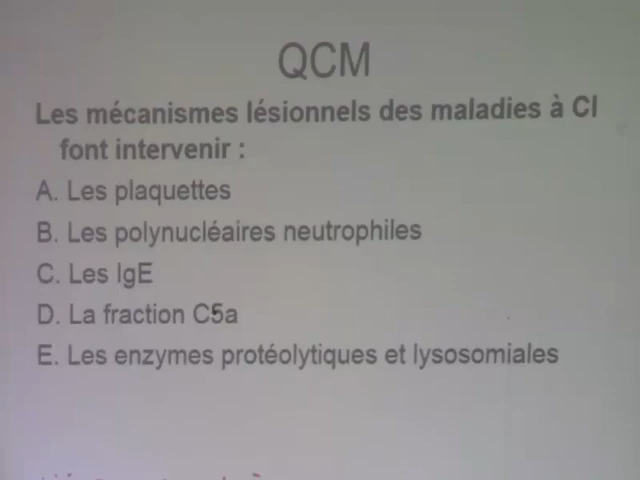 QCM
Les mécanismes lésionnels des maladies à CI
font intervenir :
A. Les plaquettes
B. Les polynucléaires neutrophiles
C. Les IgE
D. La fraction C5a
E. Les enzymes protéolytiques et lysosomiales